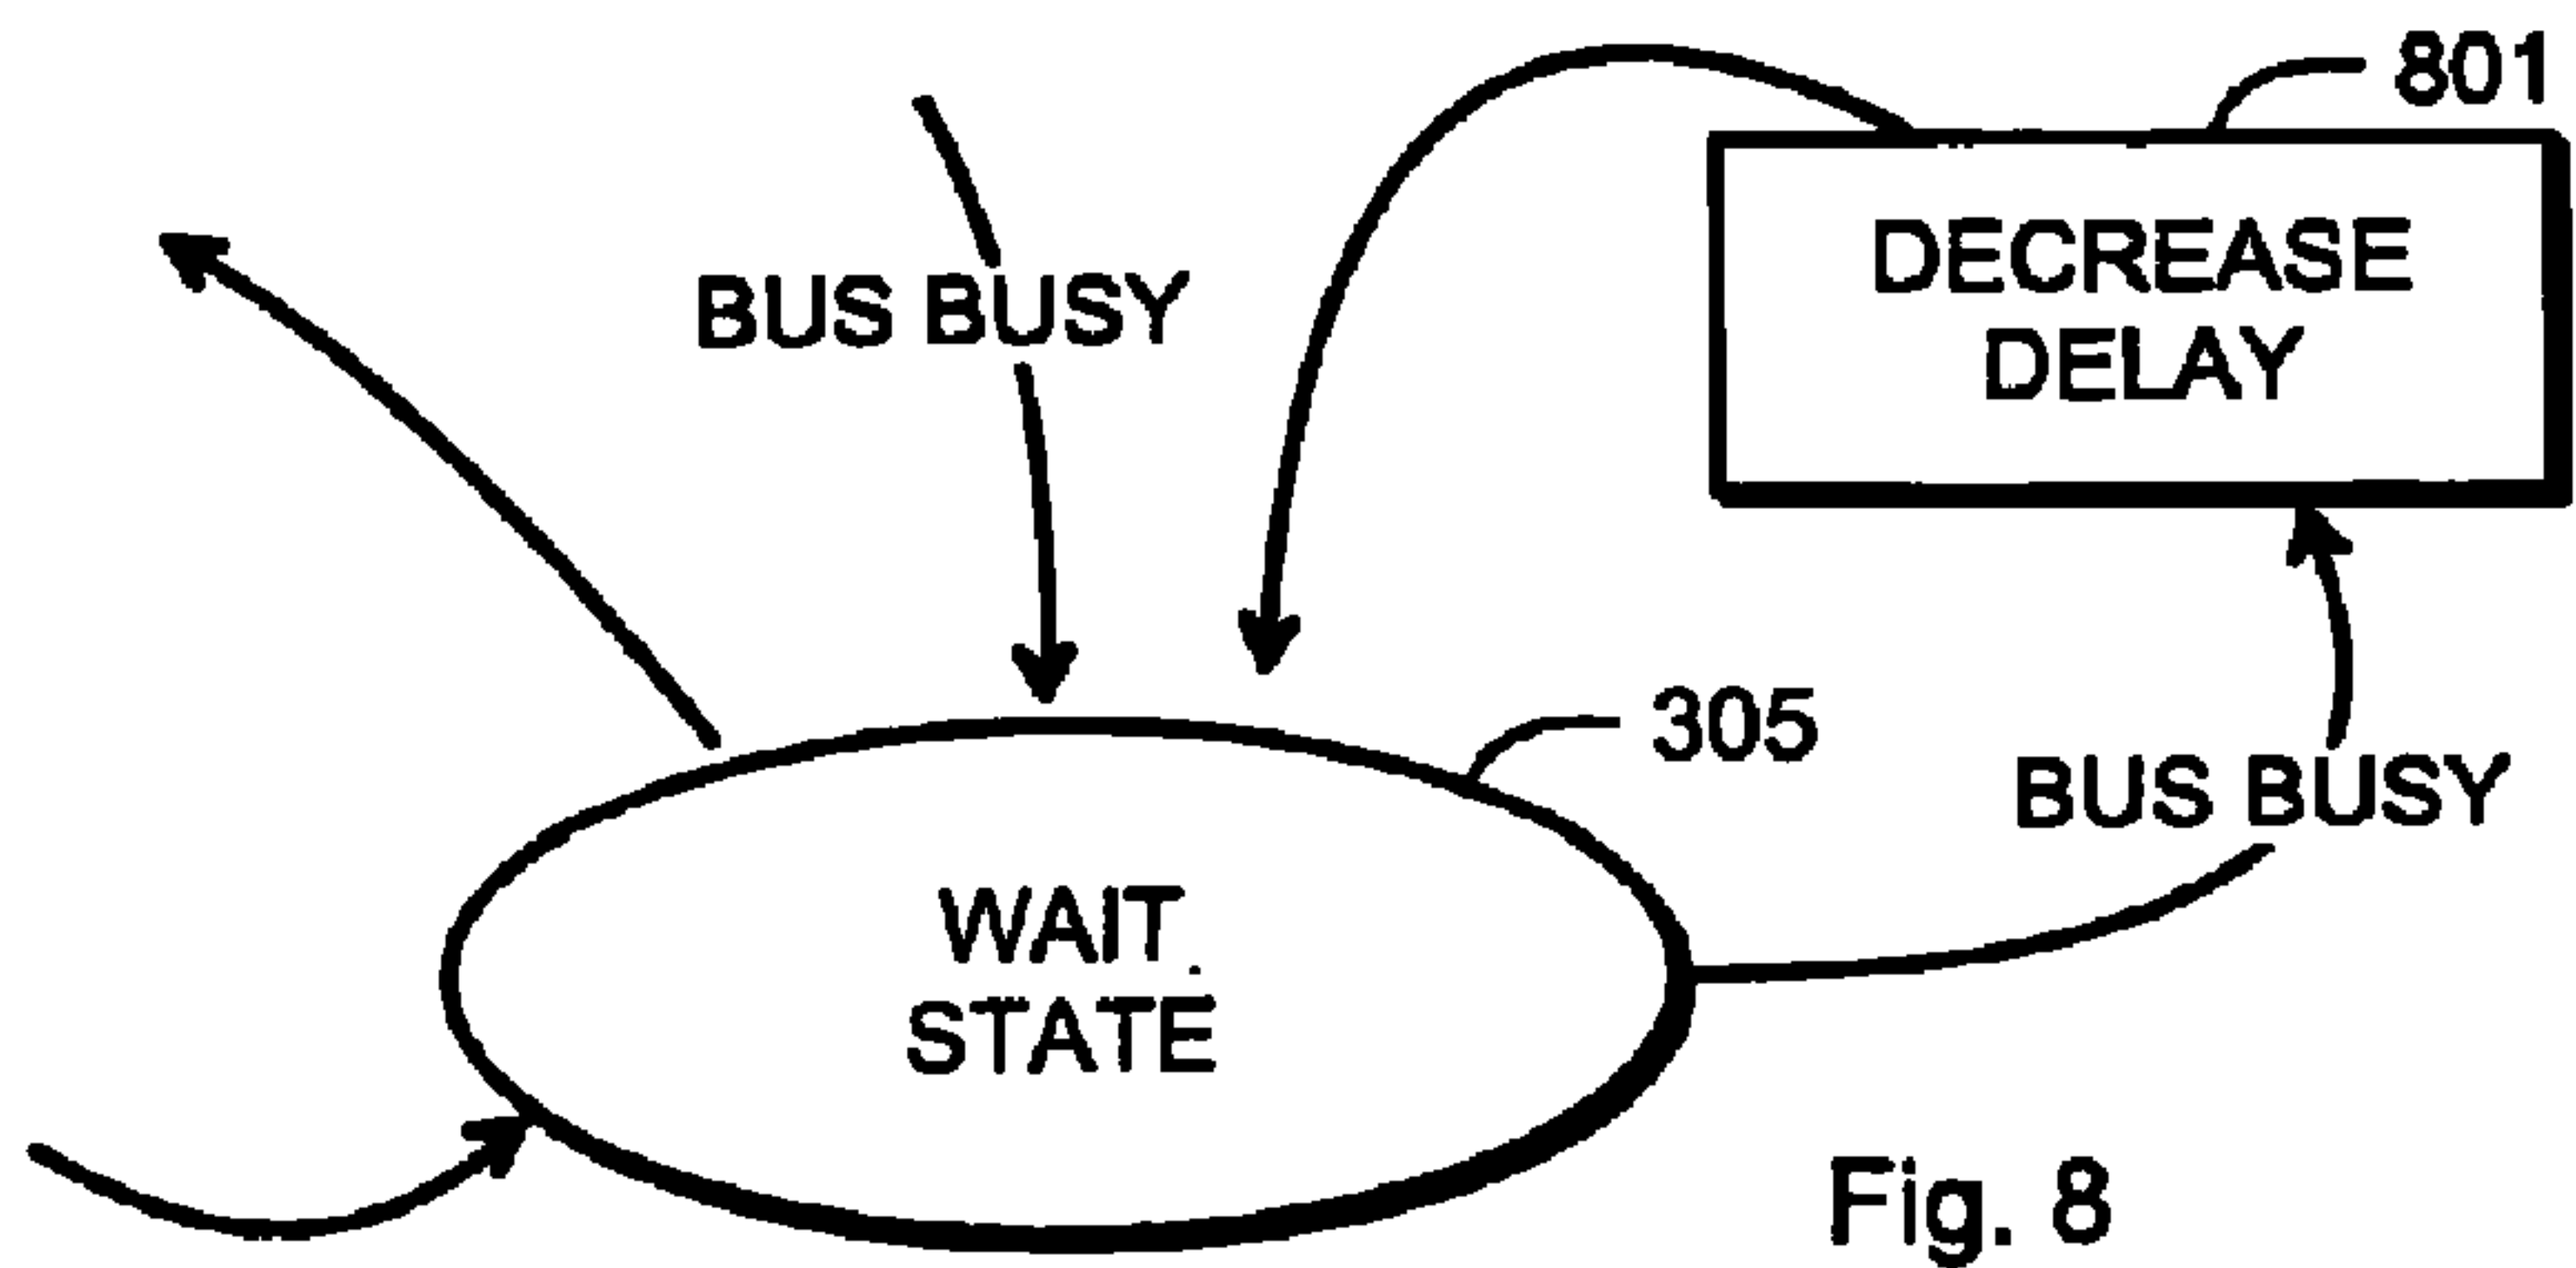 801
DECREASE
DELAY
BUS BUSY
305
BUS BUSY
WAIT
STATE
Fig. 8